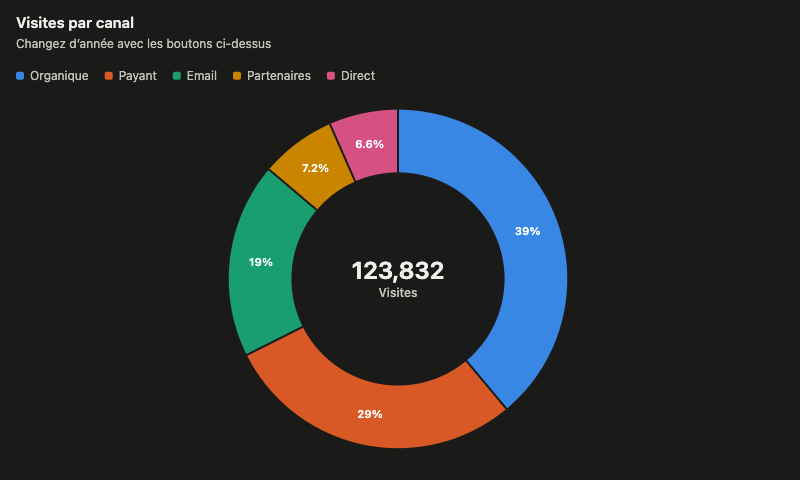 Visites par canal
Changez d’année avec les boutons ci-dessus
Organique Payant Email Partenaires Direct
6.6%
7.2%
39%
19%
123,832
Visites
29%